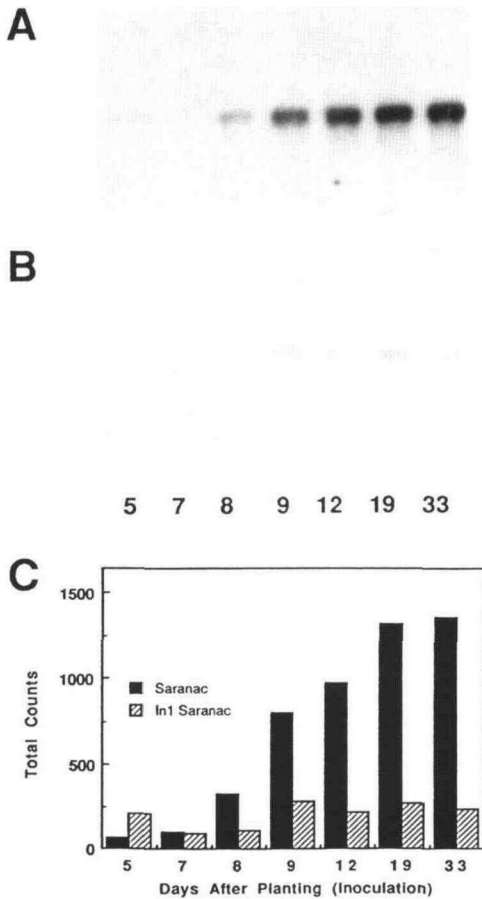 A
B
5 7 8 9 12 19 33
C
1500
1000
500
0
Saranac
In1 Saranac
Total Counts
5 7 8 9 12 19 33
Days After Planting (Inoculation)